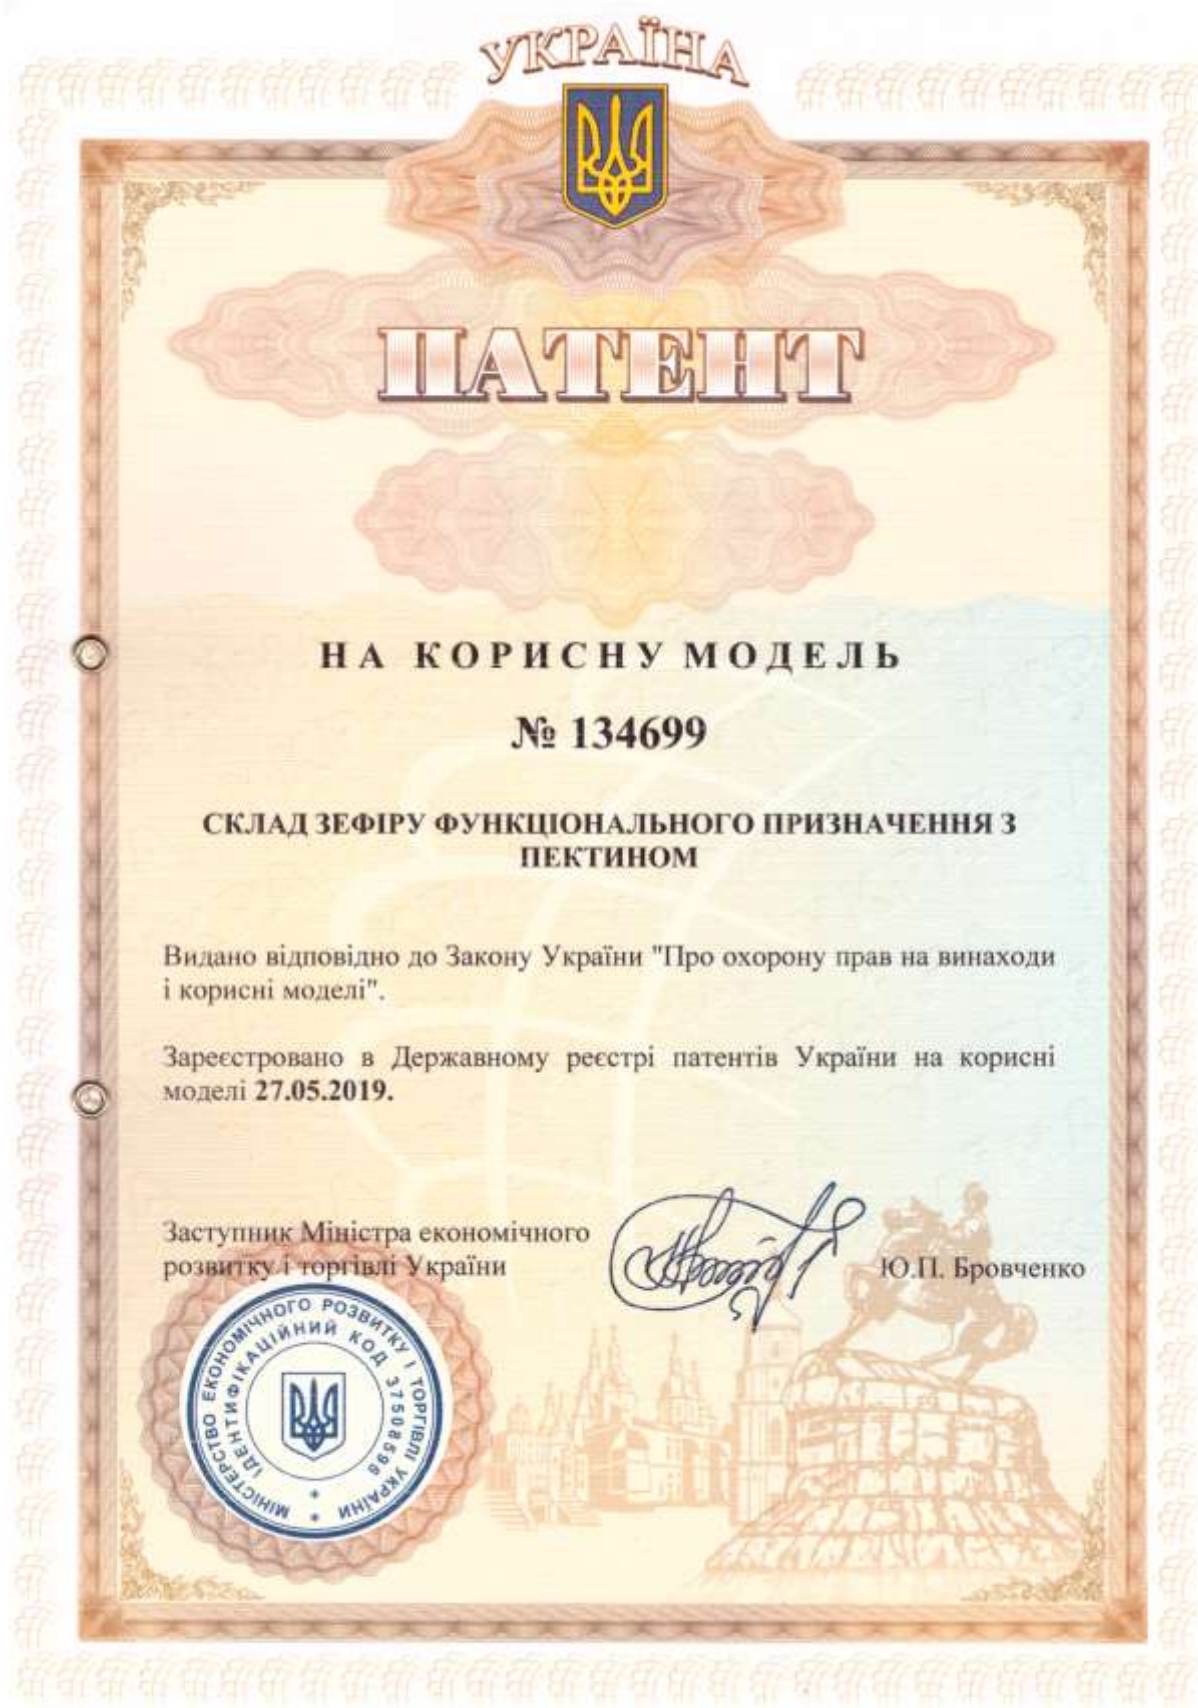 УКРАЇНА
ПАТЕНТ
НА КОРИСНУ МОДЕЛЬ
№ 134699
СКЛАД ЗЕФІРУ ФУНКЦІОНАЛЬНОГО ПРИЗНАЧЕННЯ З
ПЕКТИНОМ
Видано відповідно до Закону України "Про охорону прав на винаходи
і корисні моделі".
Зареєстровано в Державному реєстрі патентів України на корисні
моделі 27.05.2019.
Заступник Міністра економічного
розвитку і торгівлі України
Ю.П. Бровченко
МІНІСТЕРСТВО ЕКОНОМІЧНОГО РОЗВИТКУ І ТОРГІВЛІ УКРАЇНИ *
ІДЕНТИФІКАЦІЙНИЙ КОД 37508596 *